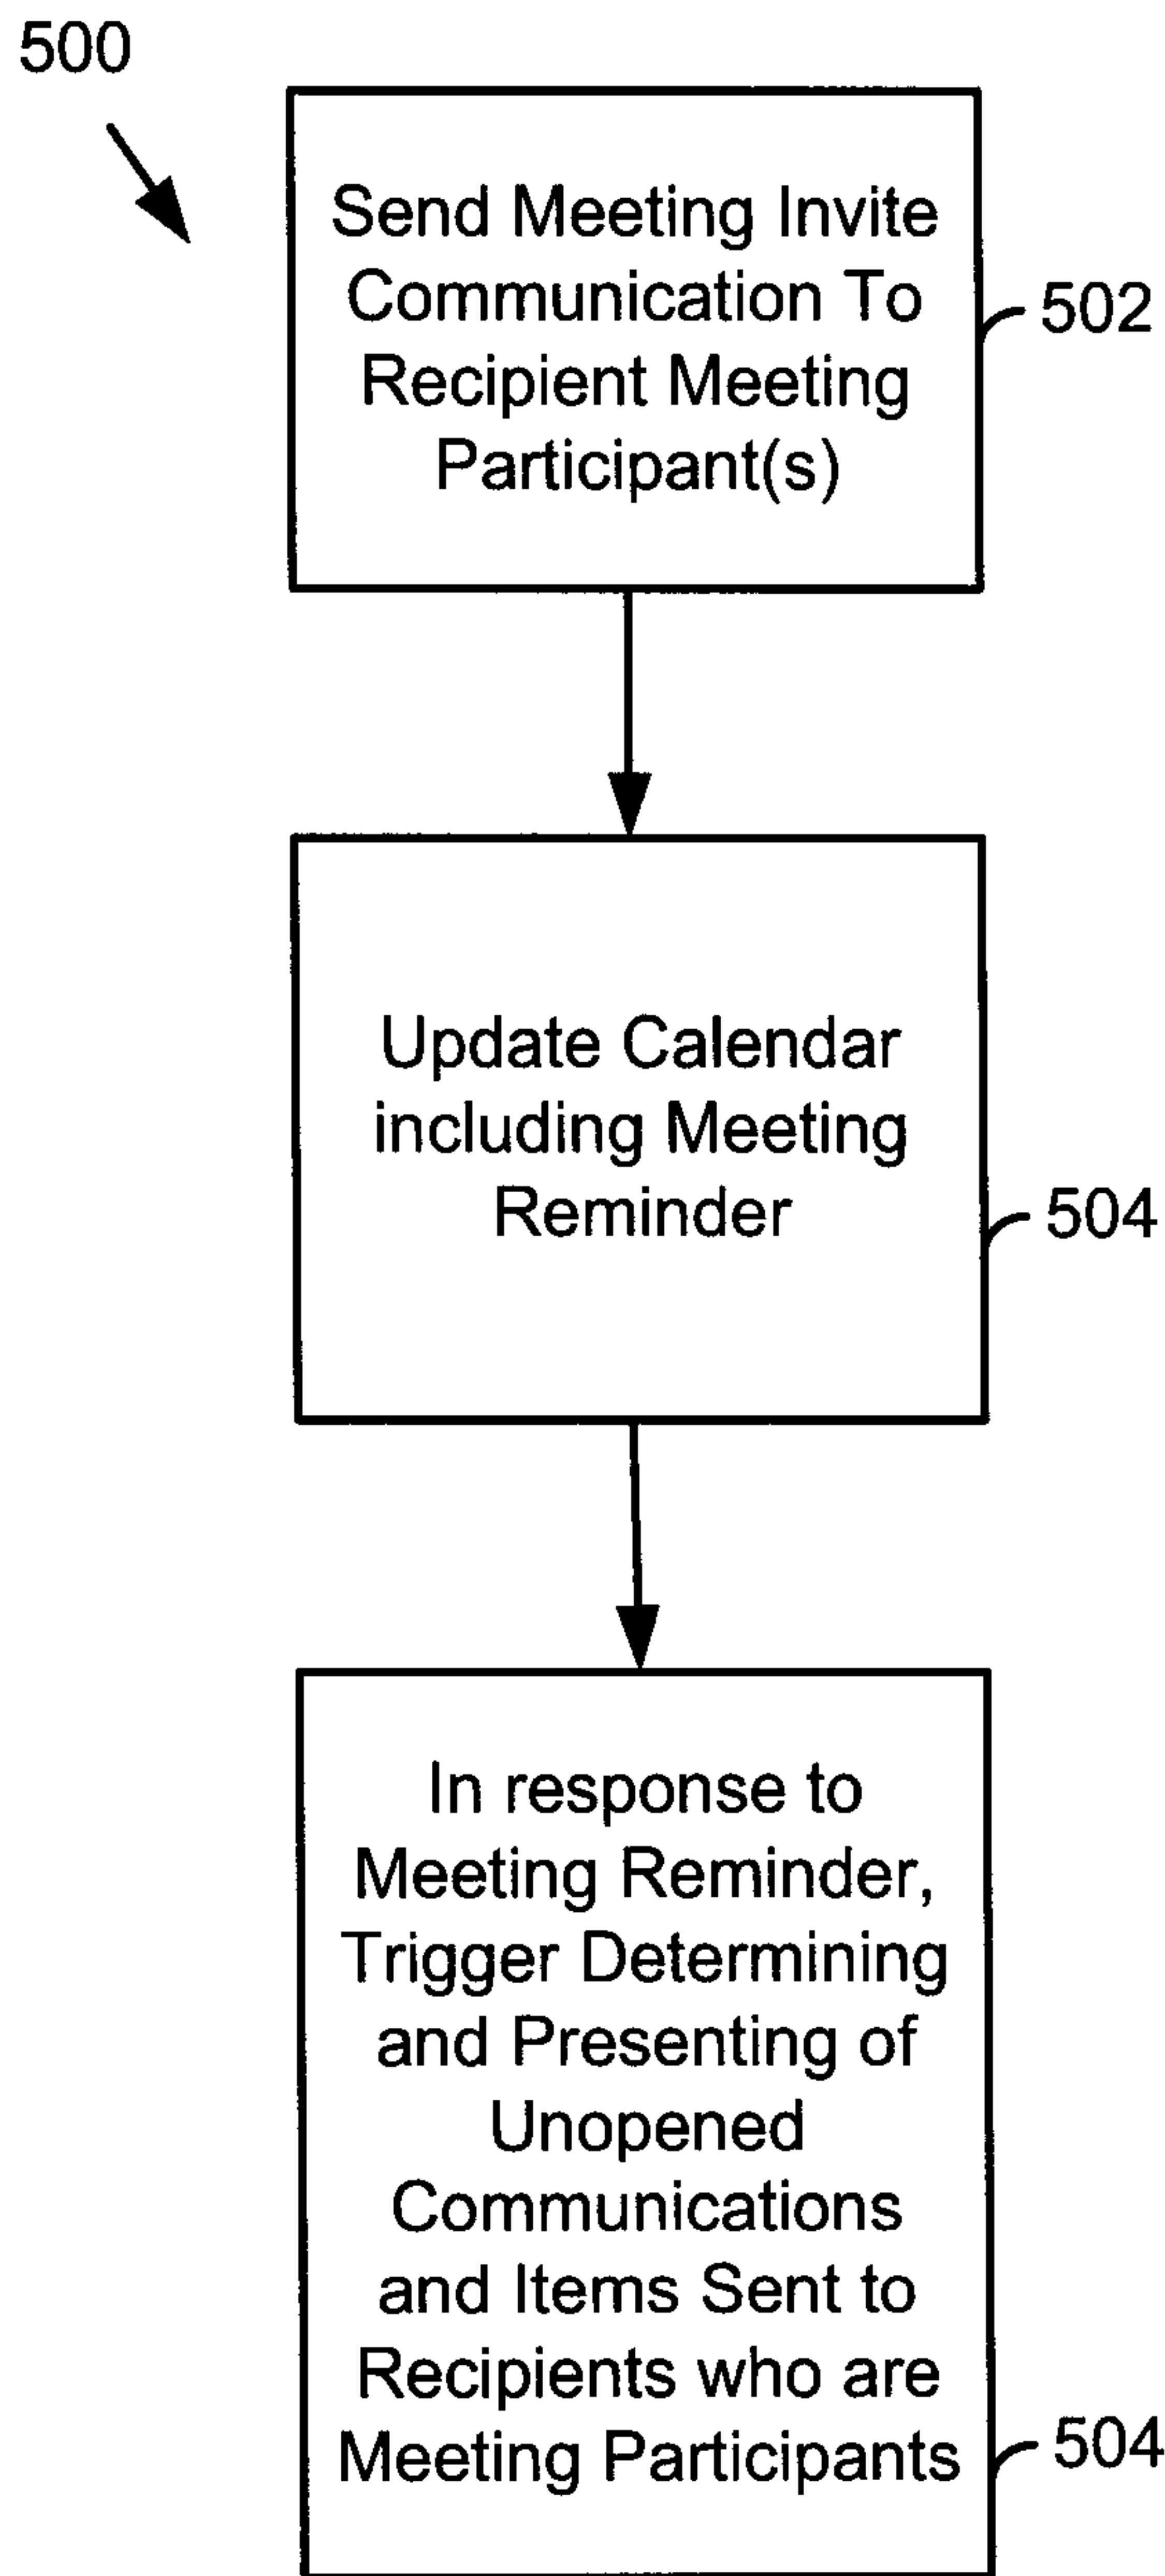 500
Send Meeting Invite
Communication To
Recipient Meeting
Participant(s)
502
Update Calendar
including Meeting
Reminder
504
In response to
Meeting Reminder,
Trigger Determining
and Presenting of
Unopened
Communications
and Items Sent to
Recipients who are
Meeting Participants
504